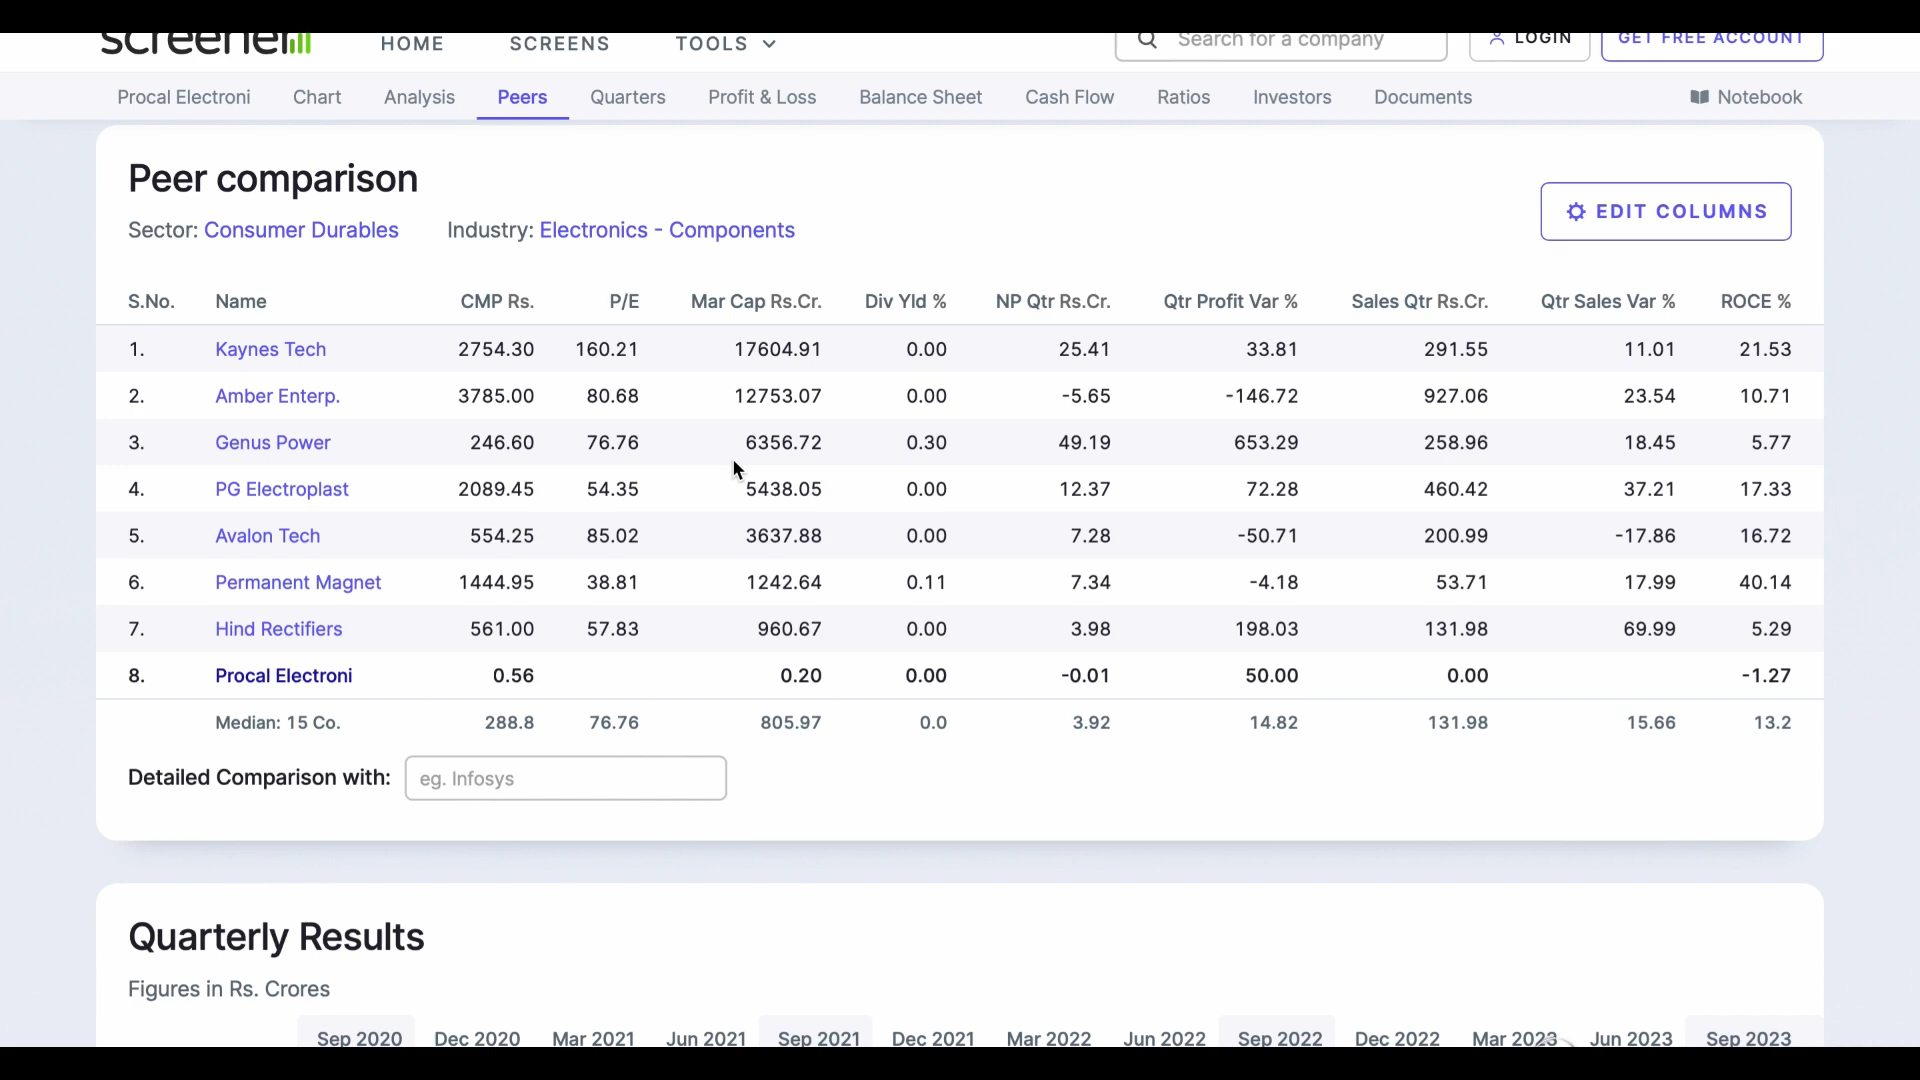 screener
HOME SCREENS TOOLS
Search for a company
LOGIN
GET FREE ACCOUNT
Procal Electroni Chart Analysis Peers Quarters Profit & Loss Balance Sheet Cash Flow Ratios Investors Documents Notebook
Peer comparison
EDIT COLUMNS
Sector: Consumer Durables Industry: Electronics - Components
S.No. Name CMP Rs. P/E Mar Cap Rs.Cr. Div Yld % NP Qtr Rs.Cr. Qtr Profit Var % Sales Qtr Rs.Cr. Qtr Sales Var % ROCE %
1. Kaynes Tech 2754.30 160.21 17604.91 0.00 25.41 33.81 291.55 11.01 21.53
2. Amber Enterp. 3785.00 80.68 12753.07 0.00 -5.65 -146.72 927.06 23.54 10.71
3. Genus Power 246.60 76.76 6356.72 0.30 49.19 653.29 258.96 18.45 5.77
4. PG Electroplast 2089.45 54.35 5438.05 0.00 12.37 72.28 460.42 37.21 17.33
5. Avalon Tech 554.25 85.02 3637.88 0.00 7.28 -50.71 200.99 -17.86 16.72
6. Permanent Magnet 1444.95 38.81 1242.64 0.11 7.34 -4.18 53.71 17.99 40.14
7. Hind Rectifiers 561.00 57.83 960.67 0.00 3.98 198.03 131.98 69.99 5.29
8. Procal Electroni 0.56 0.20 0.00 -0.01 50.00 0.00 -1.27
Median: 15 Co. 288.8 76.76 805.97 0.0 3.92 14.82 131.98 15.66 13.2
Detailed Comparison with: eg. Infosys
Quarterly Results
Figures in Rs. Crores
Sep 2020 Dec 2020 Mar 2021 Jun 2021 Sep 2021 Dec 2021 Mar 2022 Jun 2022 Sep 2022 Dec 2022 Mar 2023 Jun 2023 Sep 2023